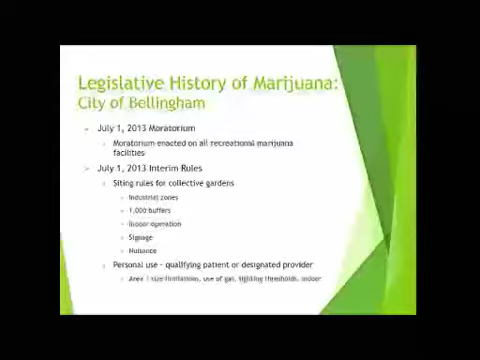 Legislative History of Marijuana:
City of Bellingham
July 1, 2013 Moratorium
Moratorium enacted on all recreational marijuana
facilities
July 1, 2013 Interim Rules
Siting rules for collective gardens
Industrial zones
1,000 buffers
Indoor operation
Signage
Nuisance
Personal use – qualifying patient or designated provider
Area / size limitations, use of gas, lighting thresholds, indoor